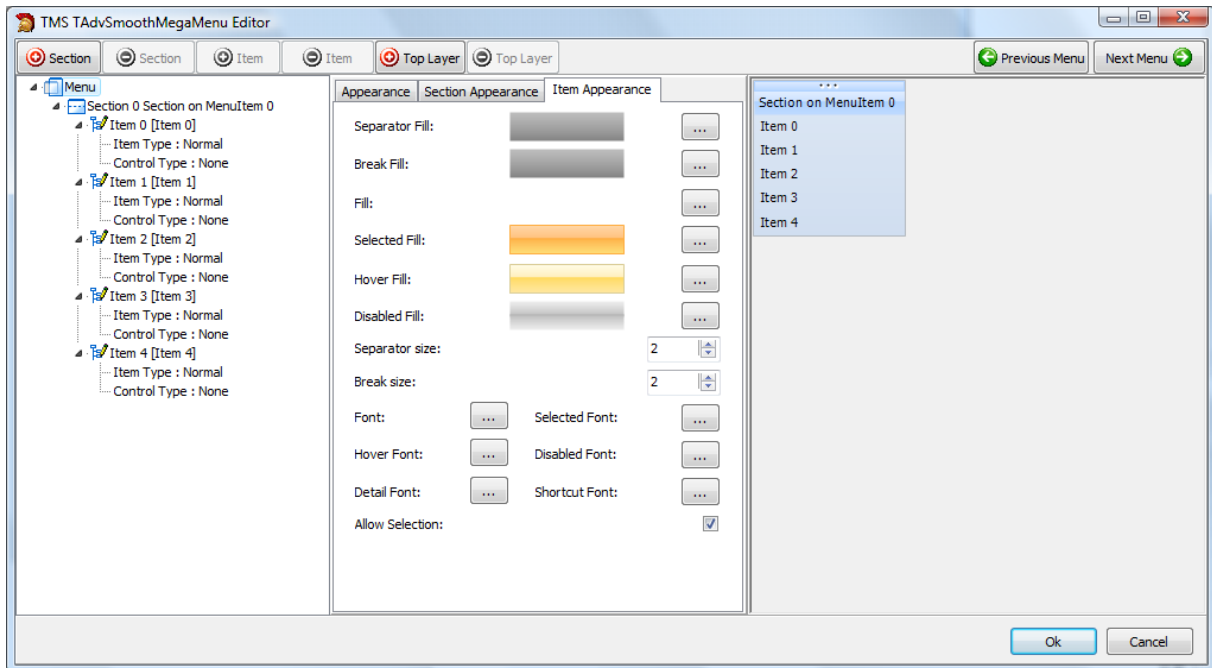 TMS TAdvSmoothMegaMenu Editor
Section Section Item Item Top Layer Top Layer Previous Menu Next Menu
Menu
Section 0 Section on MenuItem 0
Item 0 [Item 0]
Item Type : Normal
Control Type : None
Item 1 [Item 1]
Item Type : Normal
Control Type : None
Item 2 [Item 2]
Item Type : Normal
Control Type : None
Item 3 [Item 3]
Item Type : Normal
Control Type : None
Item 4 [Item 4]
Item Type : Normal
Control Type : None
Appearance Section Appearance Item Appearance
Separator Fill: ...
Break Fill: ...
Fill: ...
Selected Fill: ...
Hover Fill: ...
Disabled Fill: ...
Separator size: 2
Break size: 2
Font: ... Selected Font: ...
Hover Font: ... Disabled Font: ...
Detail Font: ... Shortcut Font: ...
Allow Selection:
Section on MenuItem 0
Item 0
Item 1
Item 2
Item 3
Item 4
Ok Cancel